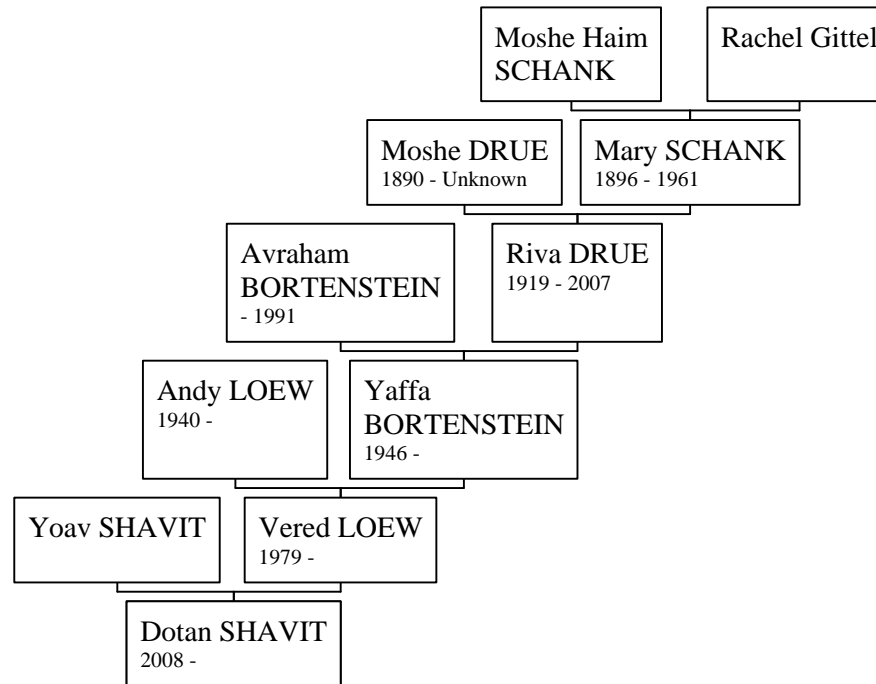 Moshe Haim
SCHANK
Rachel Gittel
Moshe DRUE
1890 - Unknown
Mary SCHANK
1896 - 1961
Avraham
BORTENSTEIN
- 1991
Riva DRUE
1919 - 2007
Andy LOEW
1940 -
Yaffa
BORTENSTEIN
1946 -
Yoav SHAVIT
Vered LOEW
1979 -
Dotan SHAVIT
2008 -